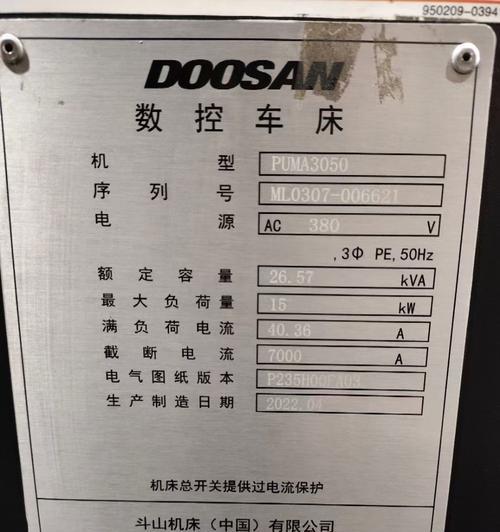 950209-0394
DOOSAN
数控车床
机型 PUMA3050
序列号 ML0307-006621
电源 AC 380 V
,3Φ PE,50Hz
额定容量 26.57 kVA
最大负荷量 15 kW
满负荷电流 40.36 A
截断电流 7000 A
电气图纸版本 P235H00EA03
生产制造日期 2022.04
机床总开关提供过电流保护
斗山机床（中国）有限公司